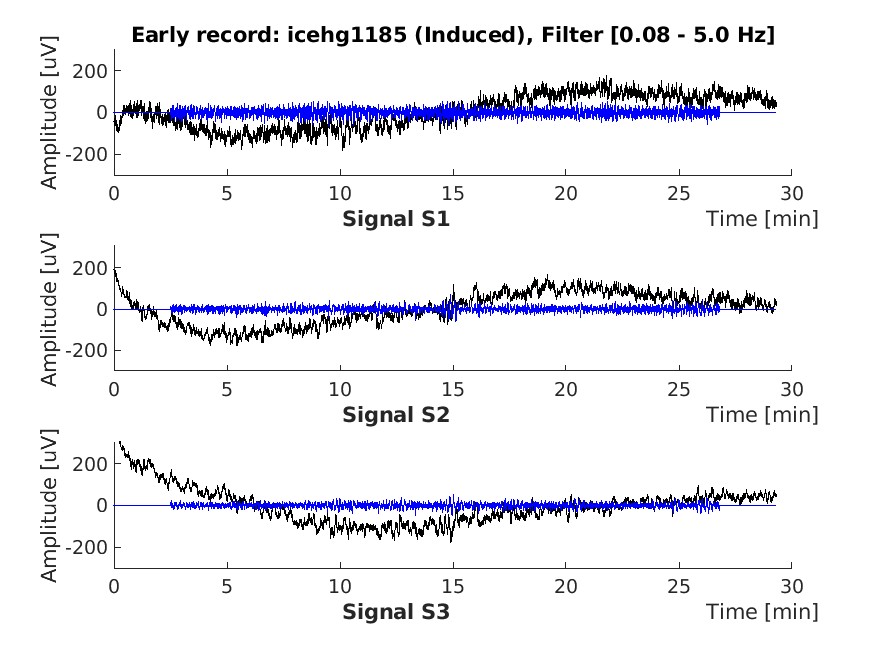 Early record: icehg1185 (Induced), Filter [0.08 - 5.0 Hz]
Amplitude [uV]
200
0
-200
0 5 10 15 20 25 30
Signal S1 Time [min]
Amplitude [uV]
200
0
-200
0 5 10 15 20 25 30
Signal S2 Time [min]
Amplitude [uV]
200
0
-200
0 5 10 15 20 25 30
Signal S3 Time [min]